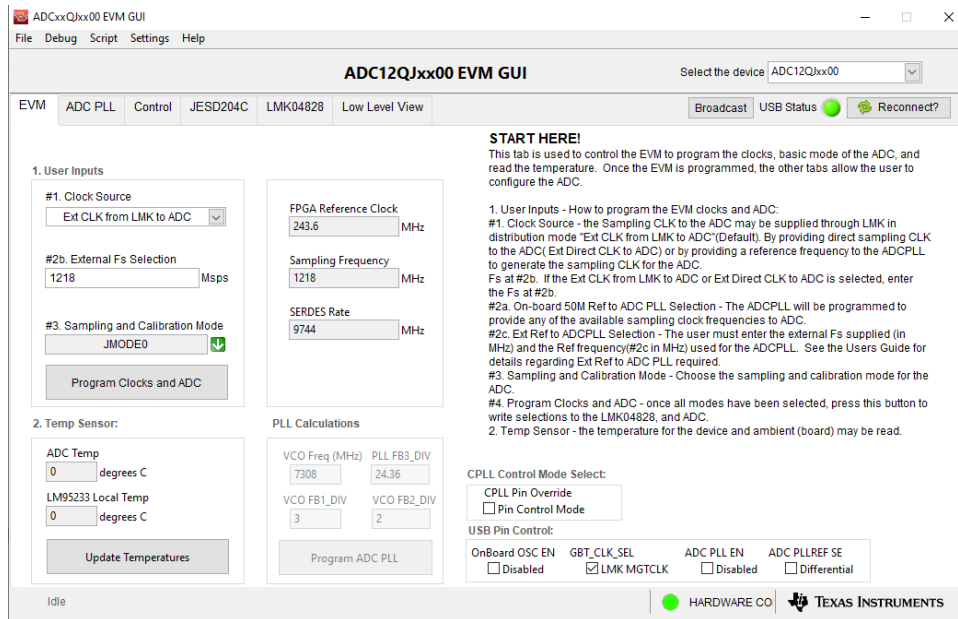 ADCxxQJxx00 EVM GUI
File Debug Script Settings Help
ADC12QJxx00 EVM GUI
Select the device ADC12QJxx00
EVM ADC PLL Control JESD204C LMK04828 Low Level View
Broadcast USB Status Reconnect?
1. User Inputs
#1. Clock Source
Ext CLK from LMK to ADC
#2b. External Fs Selection
1218 Msps
#3. Sampling and Calibration Mode
JMODE0
Program Clocks and ADC
FPGA Reference Clock
243.6 MHz
Sampling Frequency
1218 MHz
SERDES Rate
9744 MHz
START HERE!
This tab is used to control the EVM to program the clocks, basic mode of the ADC, and
read the temperature. Once the EVM is programmed, the other tabs allow the user to
configure the ADC.
1. User Inputs - How to program the EVM clocks and ADC:
#1. Clock Source - the Sampling CLK to the ADC may be supplied through LMK in
distribution mode "Ext CLK from LMK to ADC"(Default). By providing direct sampling CLK
to the ADC( Ext Direct CLK to ADC) or by providing a reference frequency to the ADCPLL
to generate the sampling CLK for the ADC.
Fs at #2b. If the Ext CLK from LMK to ADC or Ext Direct CLK to ADC is selected, enter
the Fs at #2b.
#2a. On-board 50M Ref to ADC PLL Selection - The ADCPLL will be programmed to
provide any of the available sampling clock frequencies to ADC.
#2c. Ext Ref to ADCPLL Selection - The user must enter the external Fs supplied (in
MHz) and the Ref frequency(#2c in MHz) used for the ADCPLL. See the Users Guide for
details regarding Ext Ref to ADC PLL required.
#3. Sampling and Calibration Mode - Choose the sampling and calibration mode for the
ADC.
#4. Program Clocks and ADC - once all modes have been selected, press this button to
write selections to the LMK04828, and ADC.
2. Temp Sensor - the temperature for the device and ambient (board) may be read.
2. Temp Sensor:
ADC Temp
0 degrees C
LM95233 Local Temp
0 degrees C
Update Temperatures
PLL Calculations
VCO Freq (MHz) PLL FB3_DIV
7308 24.36
VCO FB1_DIV VCO FB2_DIV
3 2
Program ADC PLL
CPLL Control Mode Select:
CPLL Pin Override
Pin Control Mode
USB Pin Control:
OnBoard OSC EN GBT_CLK_SEL ADC PLL EN ADC PLLREF SE
Disabled LMK MGTCLK Disabled Differential
Idle
HARDWARE CO
TEXAS INSTRUMENTS